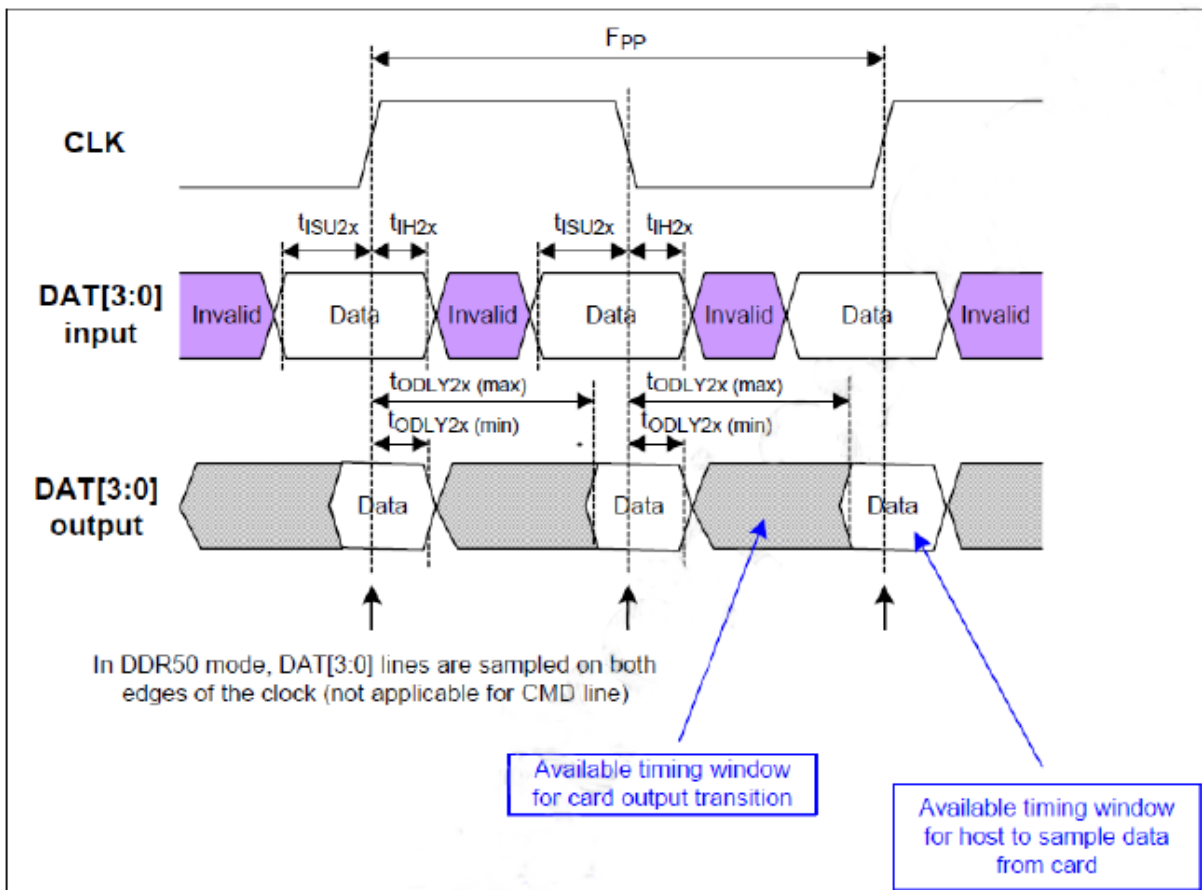 FPP
CLK
tISU2x tIH2x tISU2x tIH2x
DAT[3:0]
input
Invalid Data Invalid Data Invalid Data Invalid
tODLY2x (max) tODLY2x (max)
tODLY2x (min) tODLY2x (min)
DAT[3:0]
output
Data Data Data
In DDR50 mode, DAT[3:0] lines are sampled on both
edges of the clock (not applicable for CMD line)
Available timing window
for card output transition
Available timing window
for host to sample data
from card